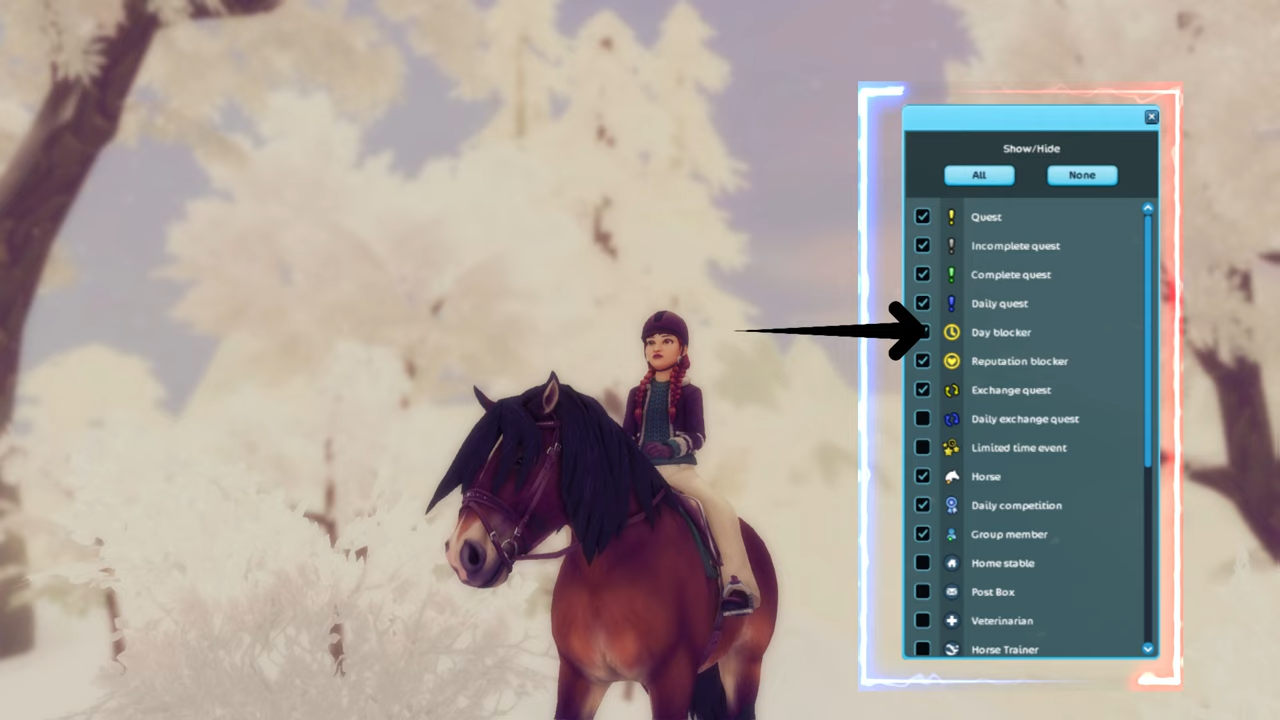 Show/Hide
All
None
Quest
Incomplete quest
Complete quest
Daily quest
Day blocker
Reputation blocker
Exchange quest
Daily exchange quest
Limited time event
Horse
Daily competition
Group member
Home stable
Post Box
Veterinarian
Horse Trainer